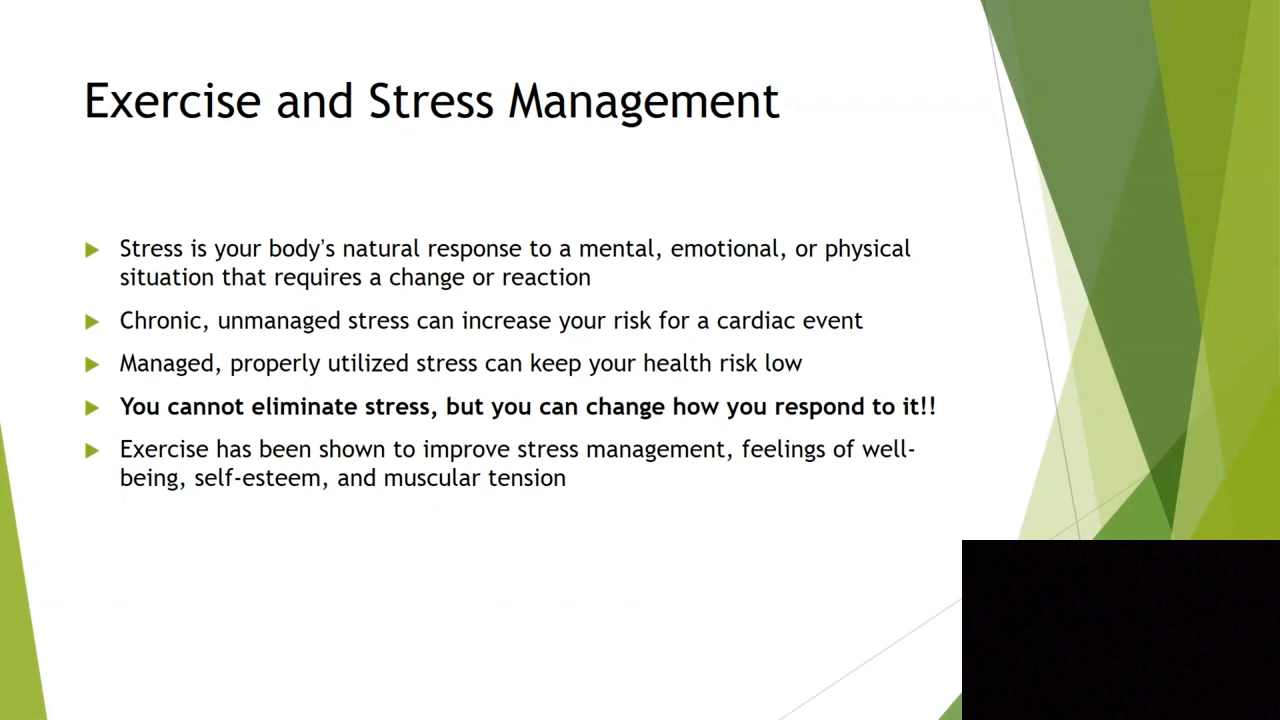 Exercise and Stress Management
Stress is your body's natural response to a mental, emotional, or physical
situation that requires a change or reaction
Chronic, unmanaged stress can increase your risk for a cardiac event
Managed, properly utilized stress can keep your health risk low
You cannot eliminate stress, but you can change how you respond to it!!
Exercise has been shown to improve stress management, feelings of well-
being, self-esteem, and muscular tension